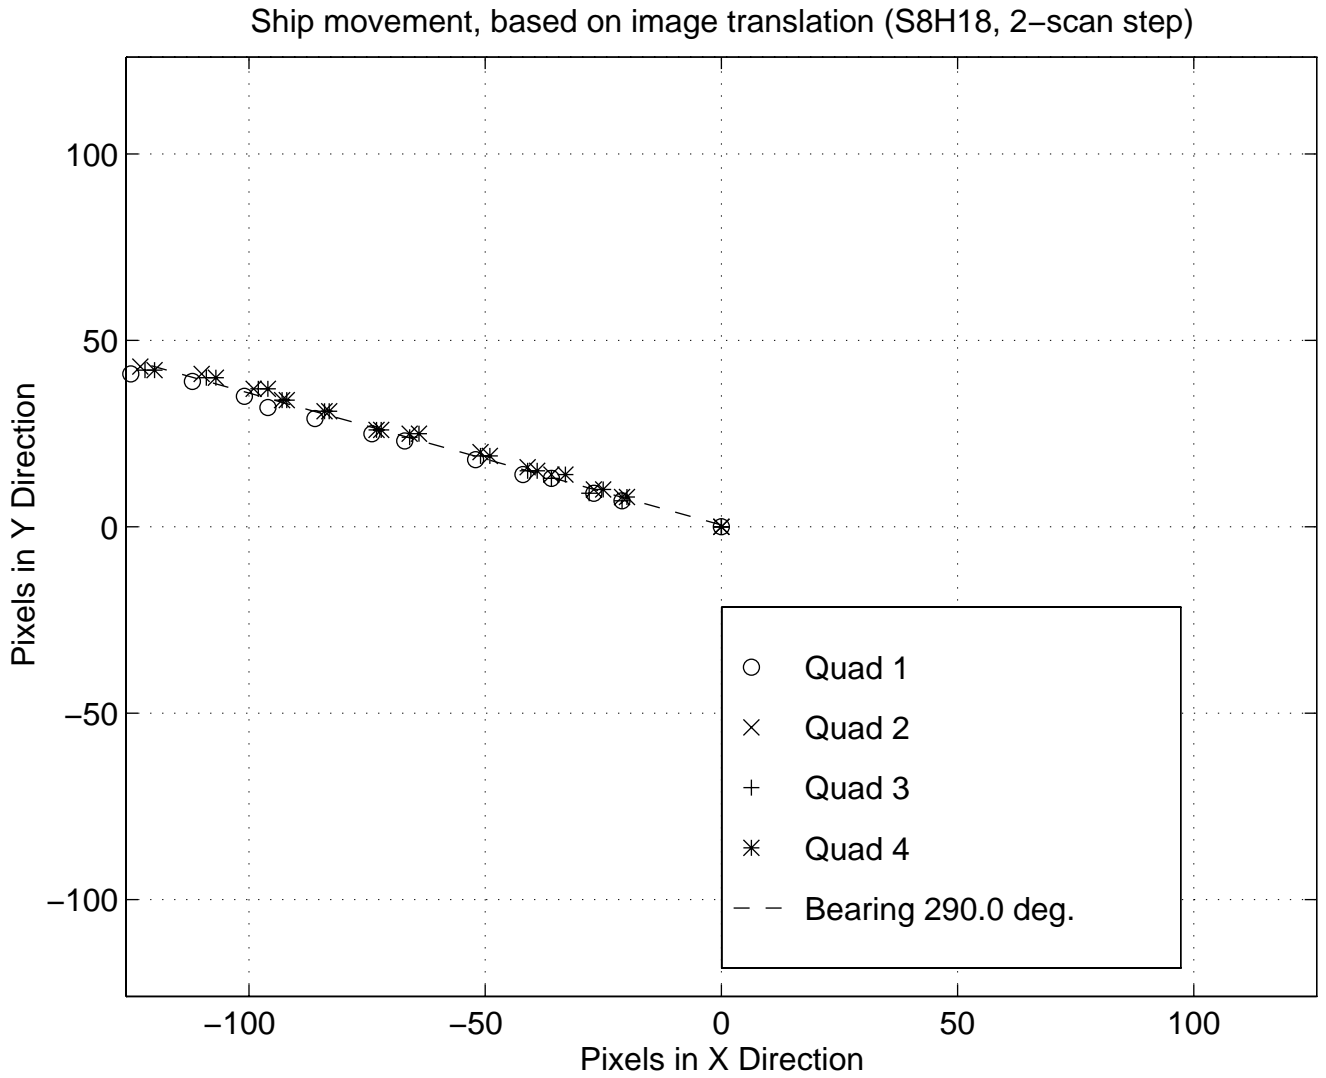 Ship movement, based on image translation (S8H18, 2−scan step)
100
50
0
−50
−100
Pixels in Y Direction
Quad 1
Quad 2
Quad 3
Quad 4
Bearing 290.0 deg.
−100 −50 0 50 100
Pixels in X Direction